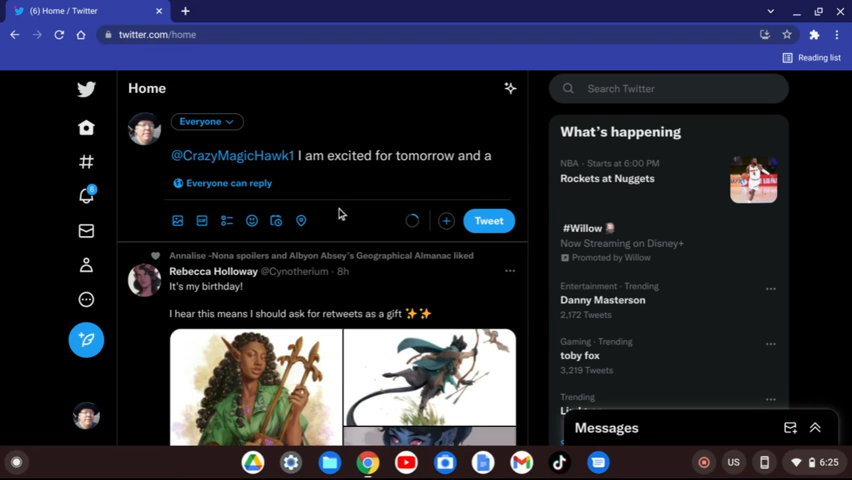 (6) Home / Twitter
twitter.com/home
Reading list
Home
Search Twitter
Everyone
@CrazyMagicHawk1 I am excited for tomorrow and a
Everyone can reply
GIF
Tweet
6
Annalise -Nona spoilers and Albyon Absey's Geographical Almanac liked
Rebecca Holloway @Cynotherium · 8h
It's my birthday!
I hear this means I should ask for retweets as a gift ✨✨
What's happening
NBA · Starts at 6:00 PM
Rockets at Nuggets
#Willow
Now Streaming on Disney+
Promoted by Willow
Entertainment · Trending
Danny Masterson
2,172 Tweets
Gaming · Trending
toby fox
3,219 Tweets
Trending
Messages
US
6:25